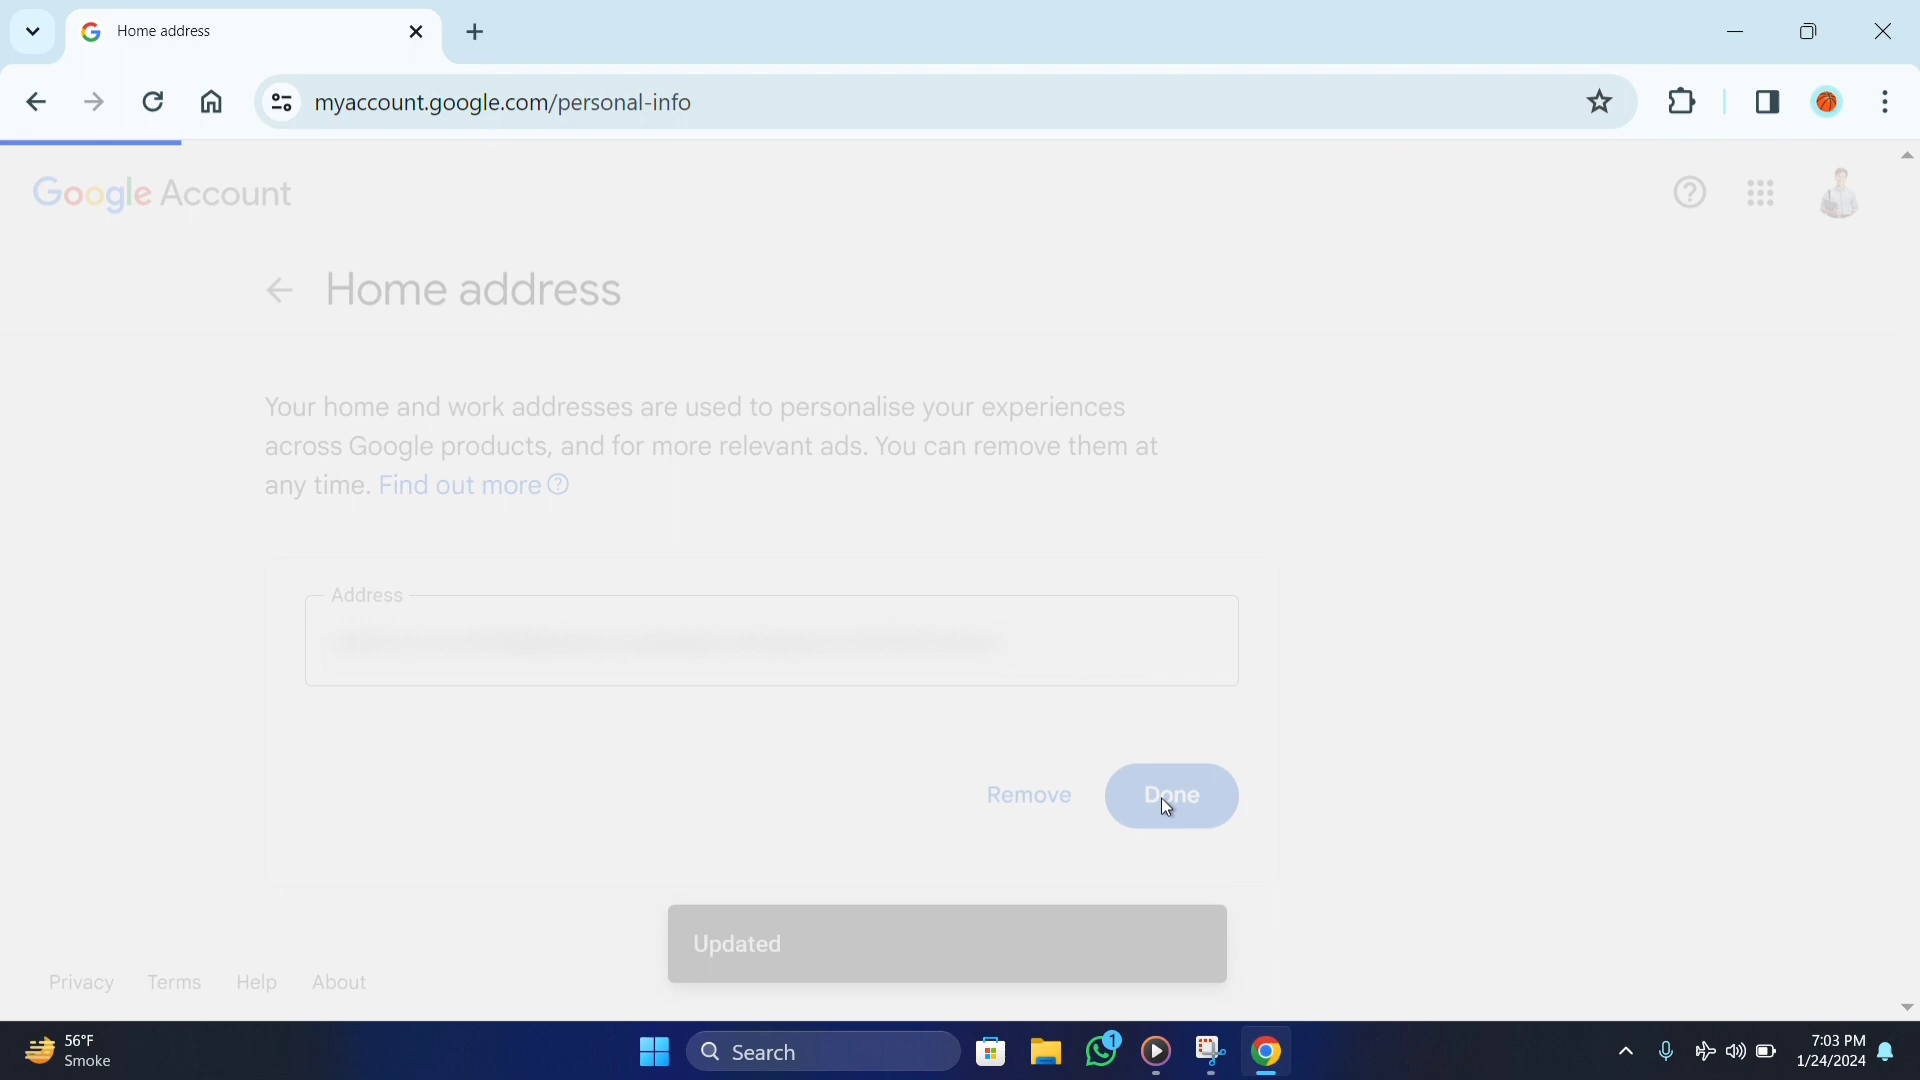 Home address
myaccount.google.com/personal-info
Google Account
Home address
Your home and work addresses are used to personalise your experiences
across Google products, and for more relevant ads. You can remove them at
any time. Find out more
Address
Remove
Done
Updated
Privacy
Terms
Help
About
56°F
Smoke
Search
1
7:03 PM
1/24/2024